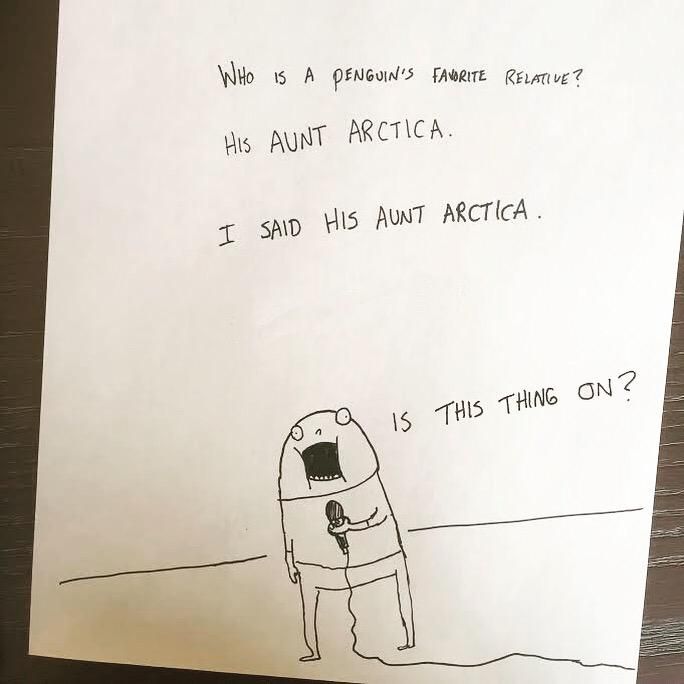 WHO IS A PENGUIN'S FAVORITE RELATIVE?
HIS AUNT ARCTICA.
I SAID HIS AUNT ARCTICA.
IS THIS THING ON?